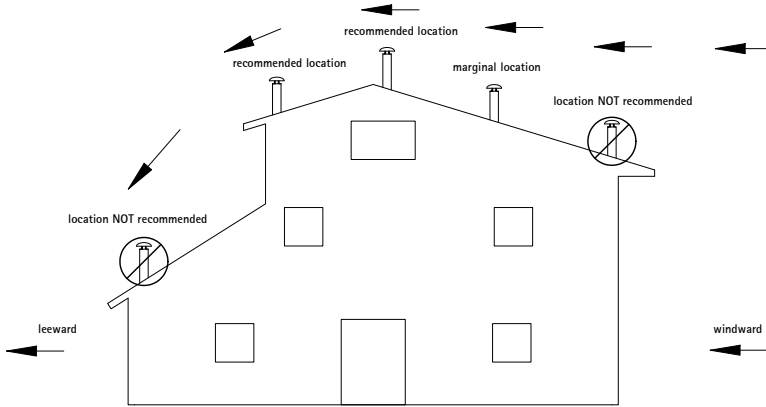 recommended location
recommended location
marginal location
location NOT recommended
location NOT recommended
leeward
windward